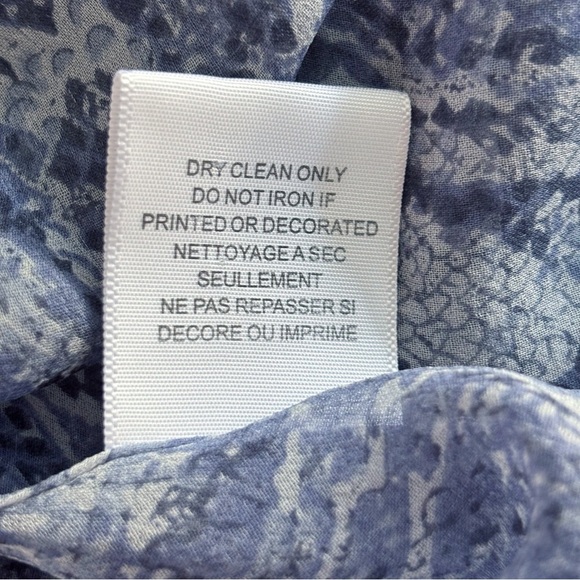 DRY CLEAN ONLY
DO NOT IRON IF
PRINTED OR DECORATED
NETTOYAGE A SEC
SEULLEMENT
NE PAS REPASSER SI
DECORE OU IMPRIME